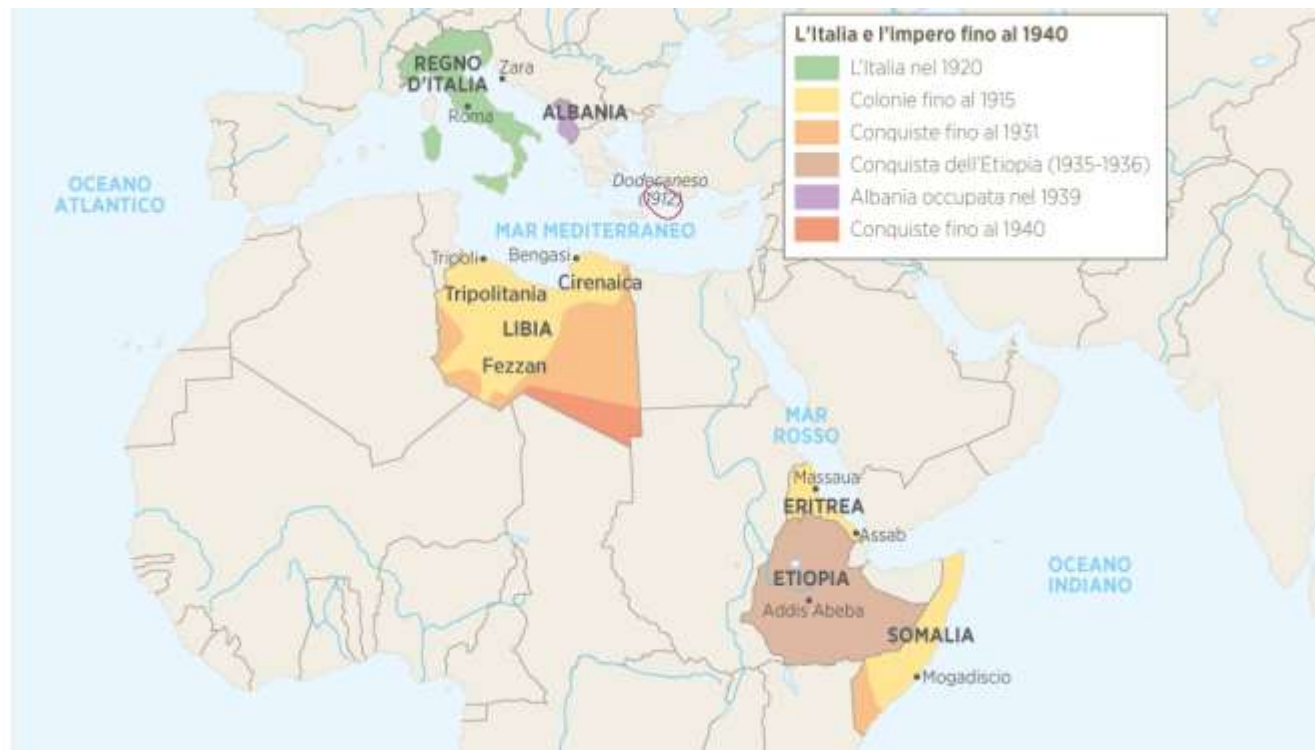 L'Italia e l'impero fino al 1940
L'Italia nel 1920
Colonie fino al 1915
Conquiste fino al 1931
Conquista dell'Etiopia (1935-1936)
Albania occupata nel 1939
Conquiste fino al 1940
REGNO
D'ITALIA
Zara
Roma
ALBANIA
OCEANO
ATLANTICO
Dodecaneso
(1912)
MAR MEDITERRANEO
Tripoli
Bengasi
Cirenaica
Tripolitania
LIBIA
Fezzan
MAR
ROSSO
Massaua
ERITREA
Assab
ETIOPIA
Addis Abeba
OCEANO
INDIANO
SOMALIA
Mogadiscio